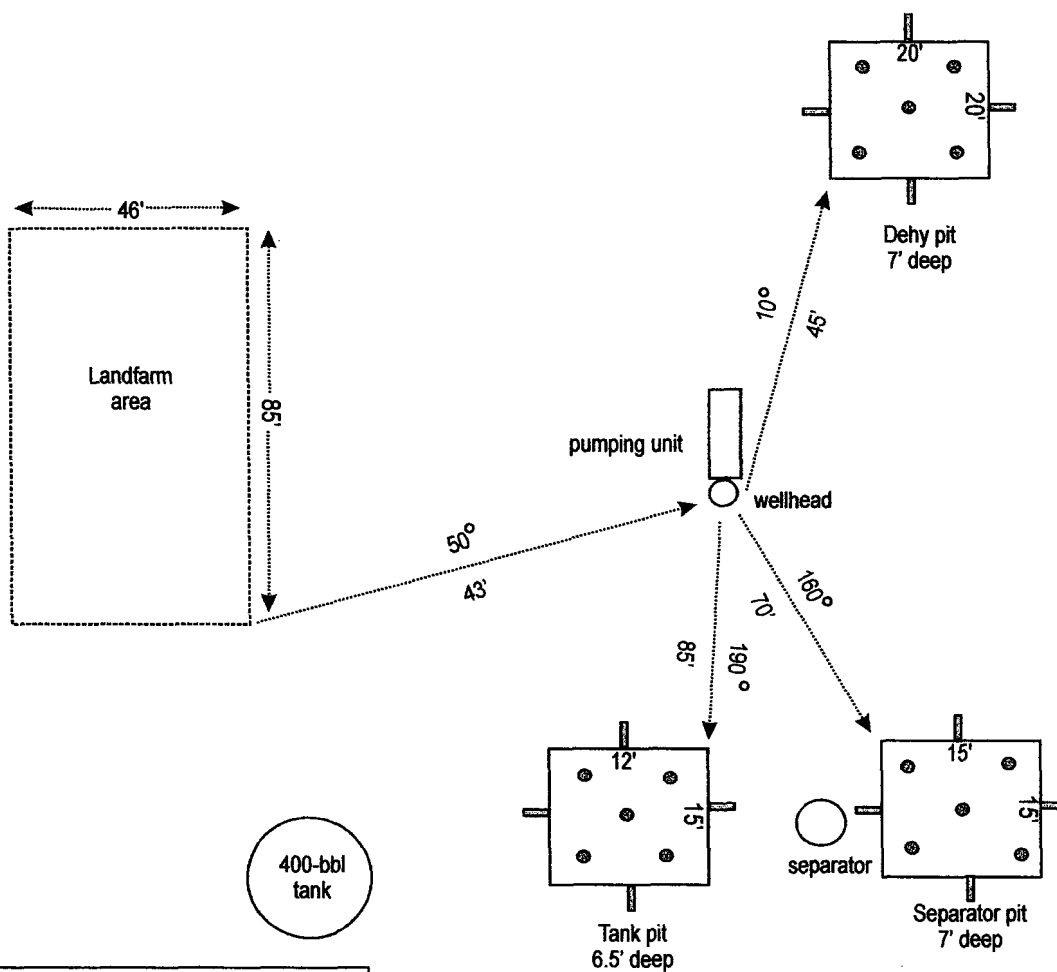 20'
20'
Dehy pit
7' deep
46'
85'
Landfarm
area
10°
45'
pumping unit
wellhead
50°
43'
160°
70'
85'
190°
12'
15'
Tank pit
6.5' deep
400-bbl
tank
separator
15'
15'
Separator pit
7' deep